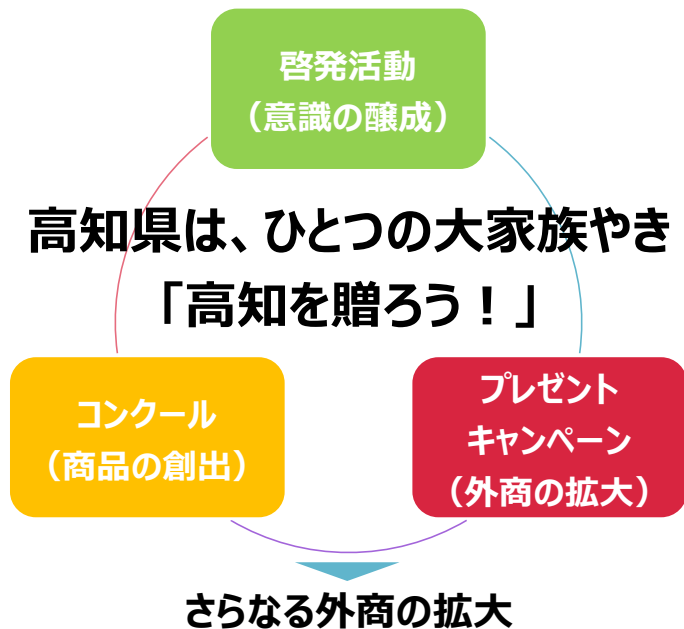 啓発活動
（意識の醸成）
高知県は、ひとつの大家族やき
「高知を贈ろう！」
コンクール
（商品の創出）
プレゼント
キャンペーン
（外商の拡大）
さらなる外商の拡大